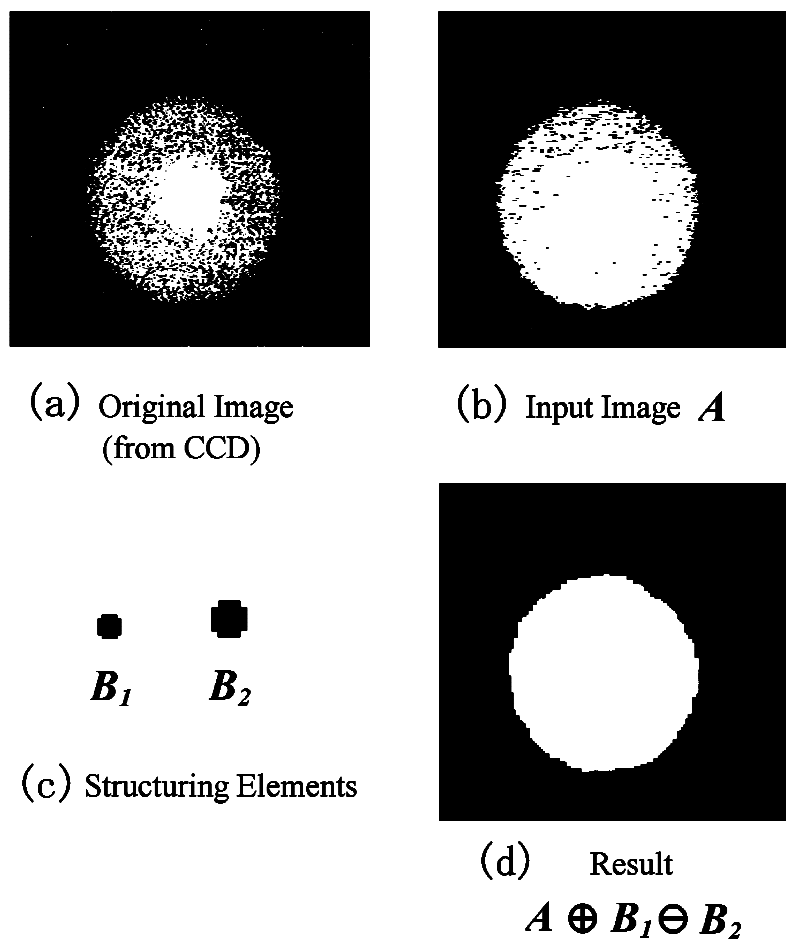 (a) Original Image
(from CCD)
(b) Input Image A
B₁ B₂
(c) Structuring Elements
(d) Result
A ⊕ B₁ ⊖ B₂